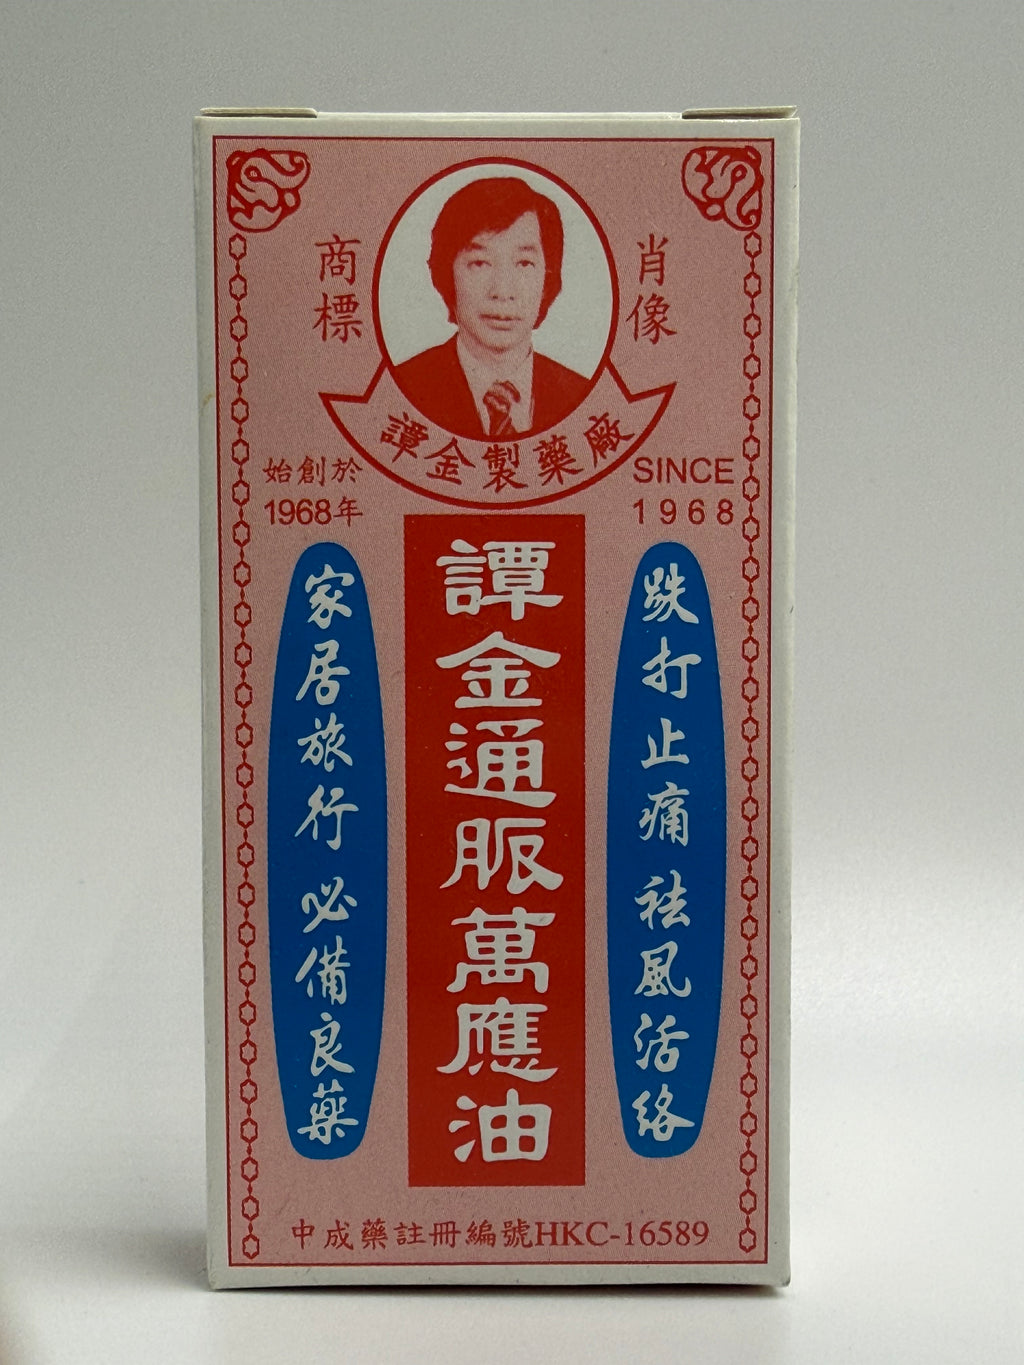 商標
肖像
譚金製藥廠
始創於
1968年
SINCE
1968
譚金通脈萬應油
跌打止痛祛風活絡
家居旅行必備良藥
中成藥註冊編號HKC-16589